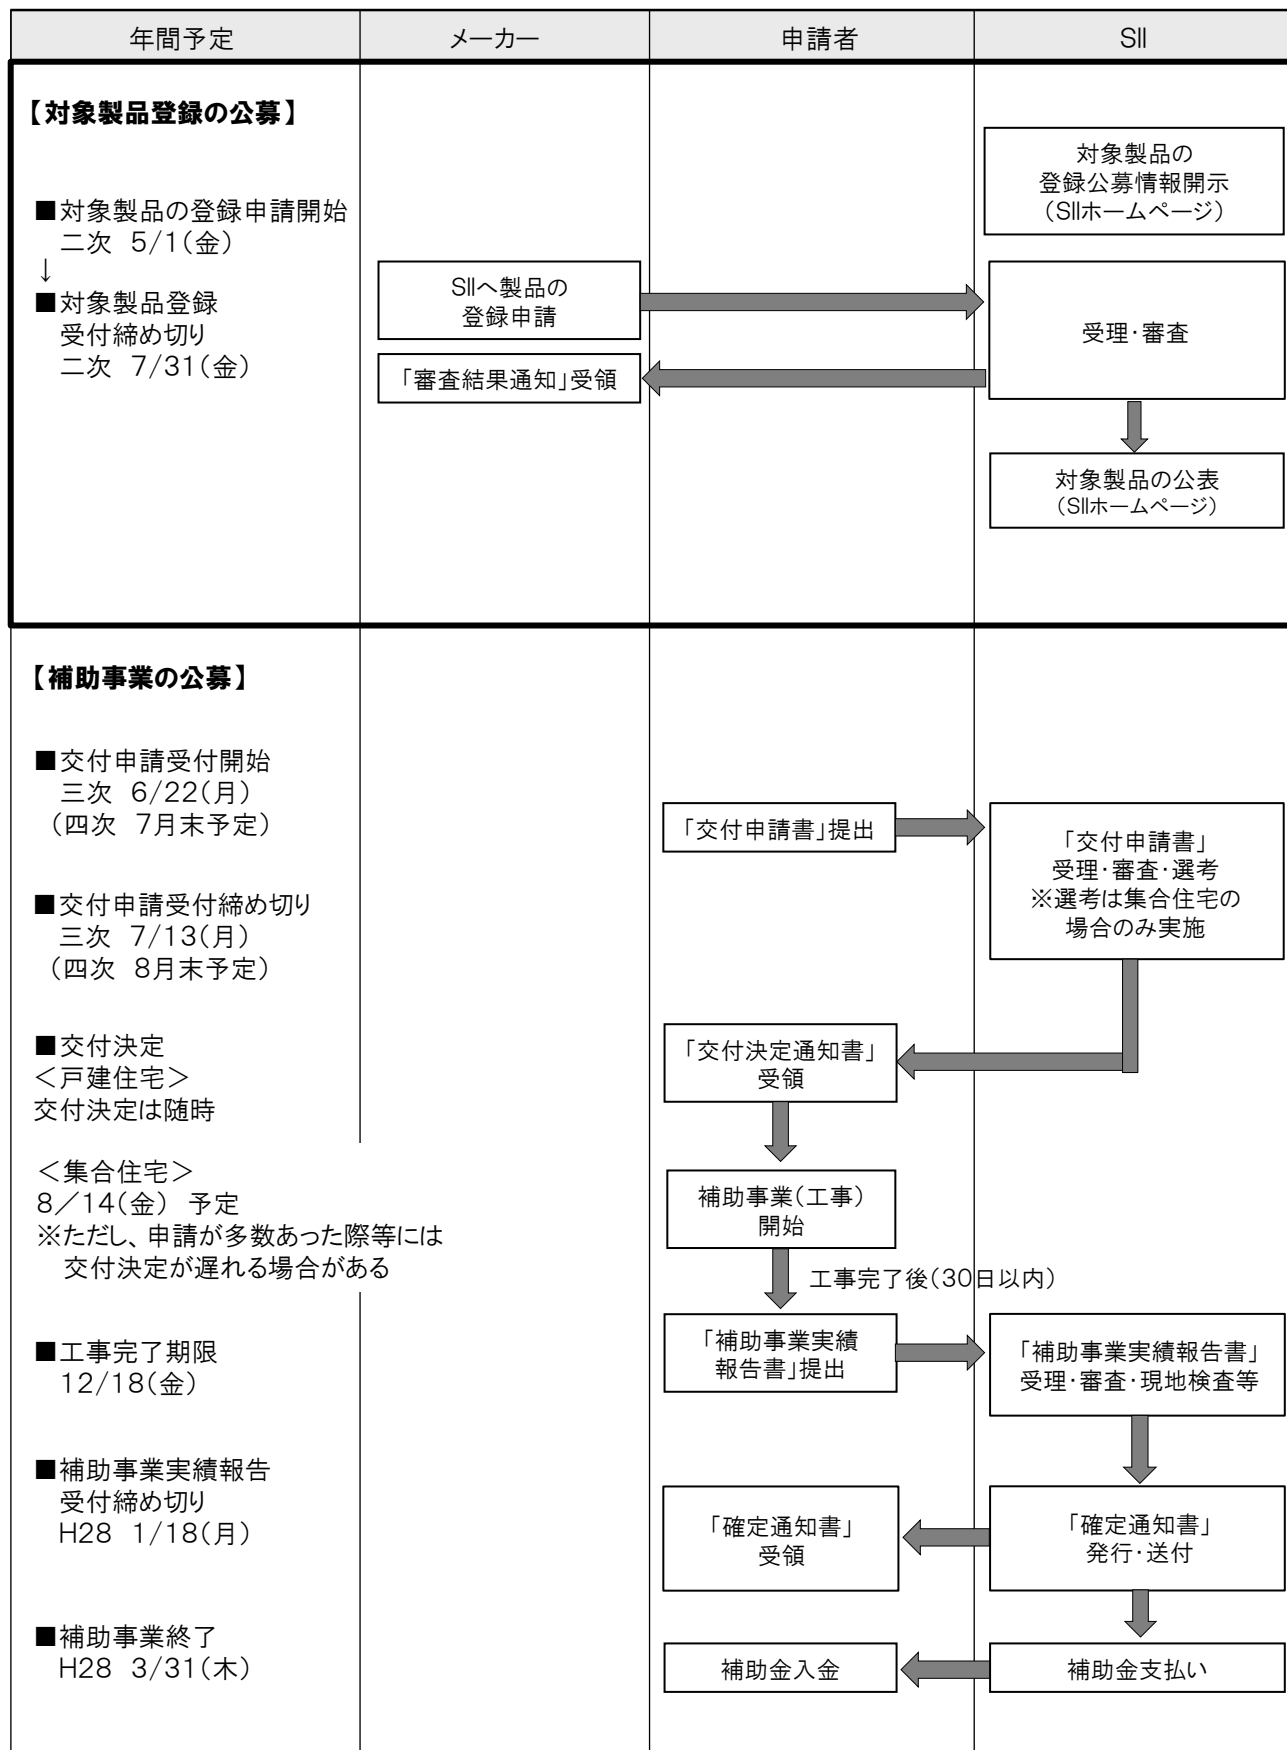 年間予定
メーカー
申請者
SII
【対象製品登録の公募】
対象製品の
登録公募情報開示
(SIIホームページ)
■対象製品の登録申請開始
二次 5/1(金)
↓
■対象製品登録
受付締め切り
二次 7/31(金)
SIIへ製品の
登録申請
受理・審査
「審査結果通知」受領
対象製品の公表
(SIIホームページ)
【補助事業の公募】
■交付申請受付開始
三次 6/22(月)
(四次 7月末予定)
「交付申請書」提出
「交付申請書」
受理・審査・選考
※選考は集合住宅の
場合のみ実施
■交付申請受付締め切り
三次 7/13(月)
(四次 8月末予定)
■交付決定
<戸建住宅>
交付決定は随時
「交付決定通知書」
受領
<集合住宅>
8/14(金) 予定
※ただし、申請が多数あった際等には
交付決定が遅れる場合がある
補助事業(工事)
開始
工事完了後(30日以内)
■工事完了期限
12/18(金)
「補助事業実績
報告書」提出
「補助事業実績報告書」
受理・審査・現地検査等
■補助事業実績報告
受付締め切り
H28 1/18(月)
「確定通知書」
受領
「確定通知書」
発行・送付
■補助事業終了
H28 3/31(木)
補助金入金
補助金支払い